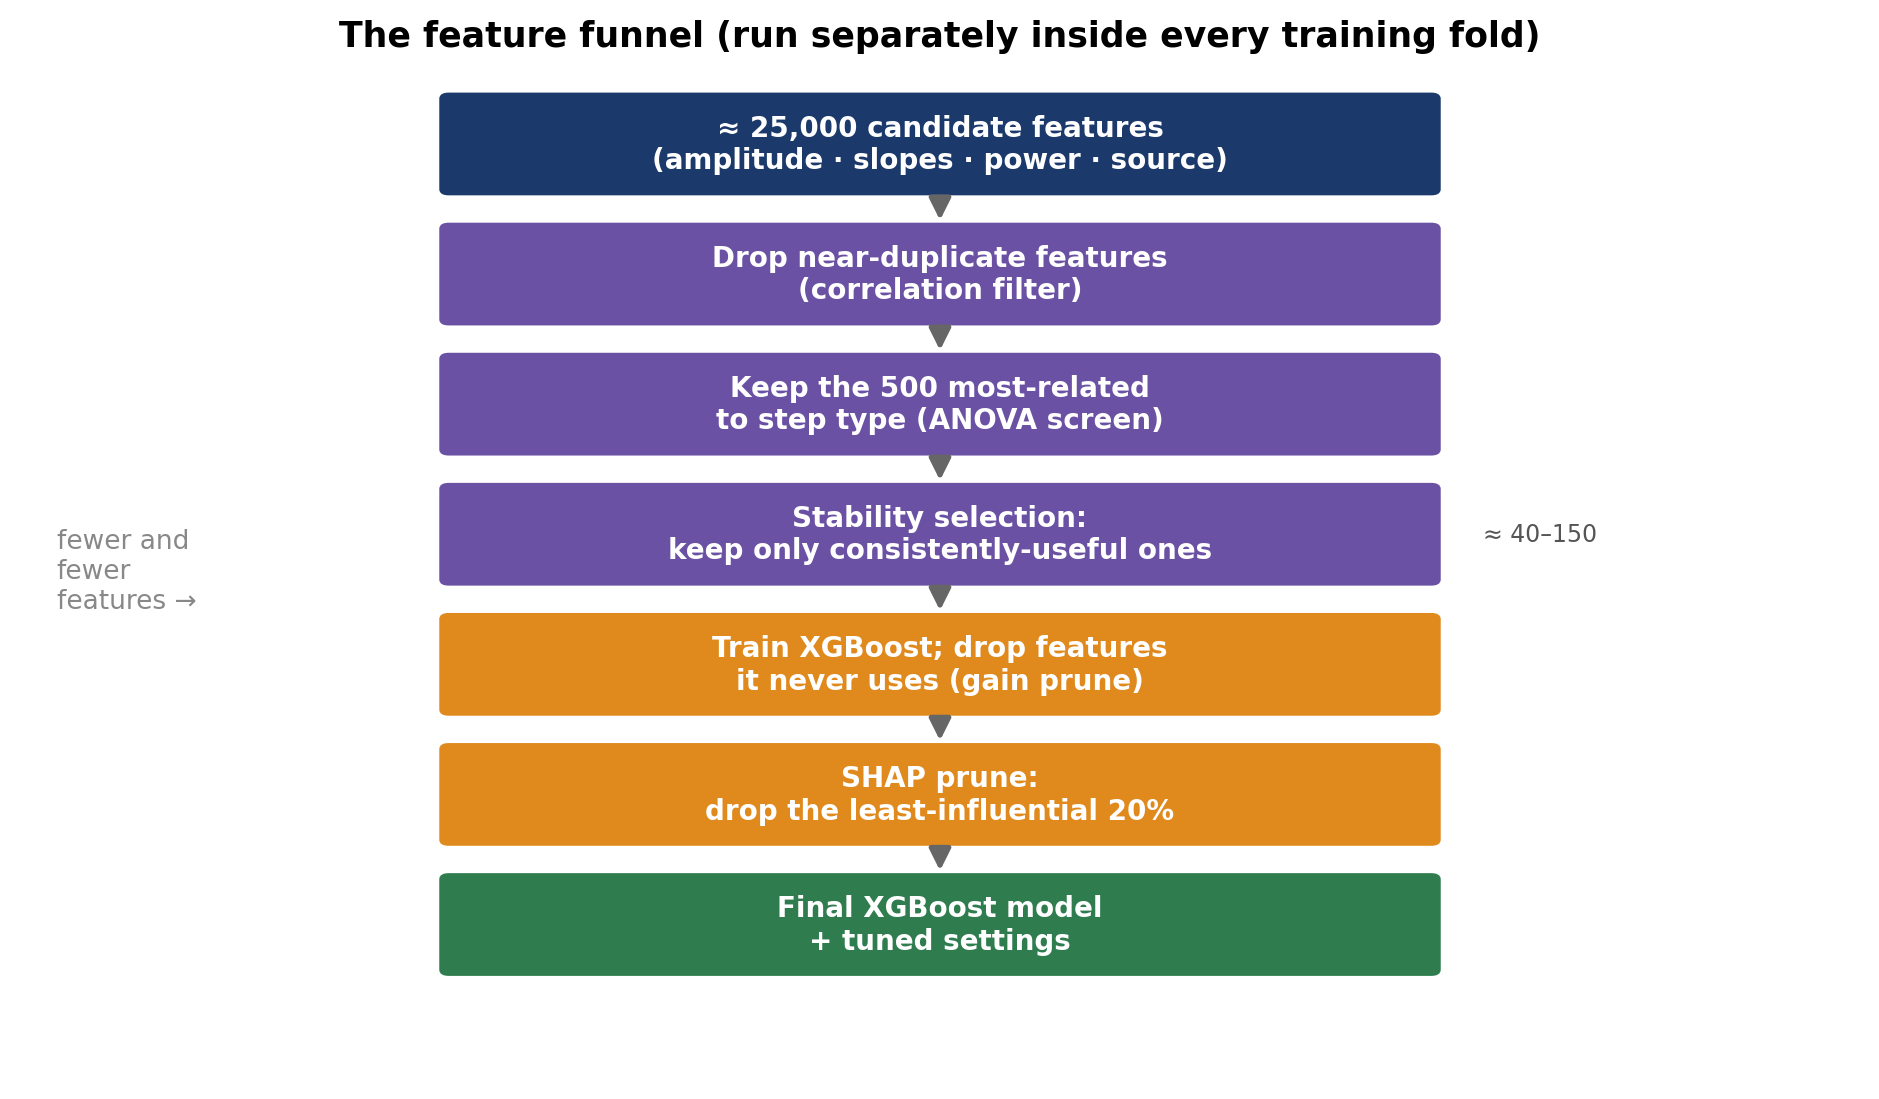 The feature funnel (run separately inside every training fold)
≈ 25,000 candidate features
(amplitude · slopes · power · source)
Drop near-duplicate features
(correlation filter)
Keep the 500 most-related
to step type (ANOVA screen)
Stability selection:
keep only consistently-useful ones
≈ 40–150
fewer and
fewer
features →
Train XGBoost; drop features
it never uses (gain prune)
SHAP prune:
drop the least-influential 20%
Final XGBoost model
+ tuned settings